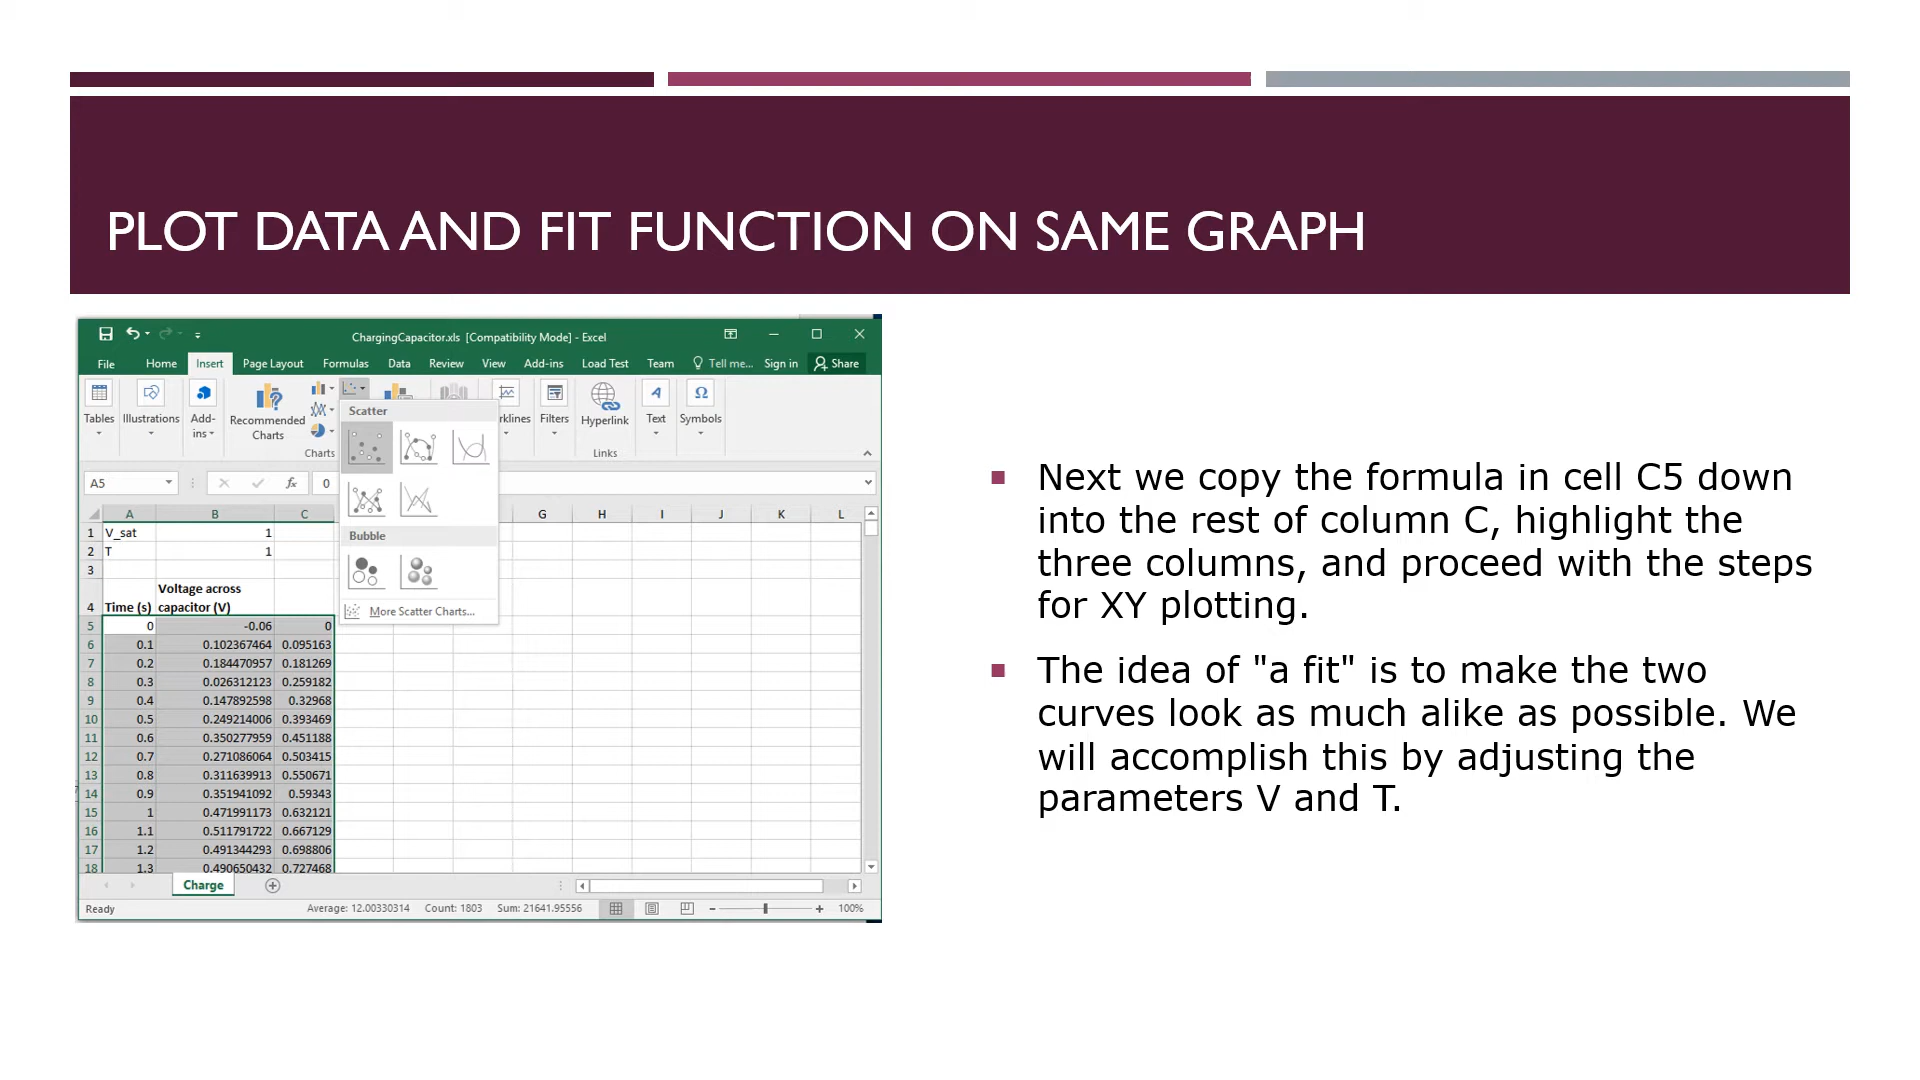 PLOT DATA AND FIT FUNCTION ON SAME GRAPH
ChargingCapacitor.xls [Compatibility Mode] - Excel
File Home Insert Page Layout Formulas Data Review View Add-ins Load Test Team Tell me... Sign in Share
Tables Illustrations Add-ins Recommended Charts rklines Filters Hyperlink Text Symbols
Charts Links
Scatter
Bubble
More Scatter Charts...
A5 fx 0
A B C G H I J K L
1 V_sat 1
2 T 1
3
Voltage across
4 Time (s) capacitor (V)
5 0 -0.06 0
6 0.1 0.102367464 0.095163
7 0.2 0.184470957 0.181269
8 0.3 0.026312123 0.259182
9 0.4 0.147892598 0.32968
10 0.5 0.249214006 0.393469
11 0.6 0.350277959 0.451188
12 0.7 0.271086064 0.503415
13 0.8 0.311639913 0.550671
14 0.9 0.351941092 0.59343
15 1 0.471991173 0.632121
16 1.1 0.511791722 0.667129
17 1.2 0.491344293 0.698806
18 1.3 0.490650432 0.727468
Charge
Ready Average: 12.00330314 Count: 1803 Sum: 21641.95556 100%
Next we copy the formula in cell C5 down
into the rest of column C, highlight the
three columns, and proceed with the steps
for XY plotting.
The idea of "a fit" is to make the two
curves look as much alike as possible. We
will accomplish this by adjusting the
parameters V and T.